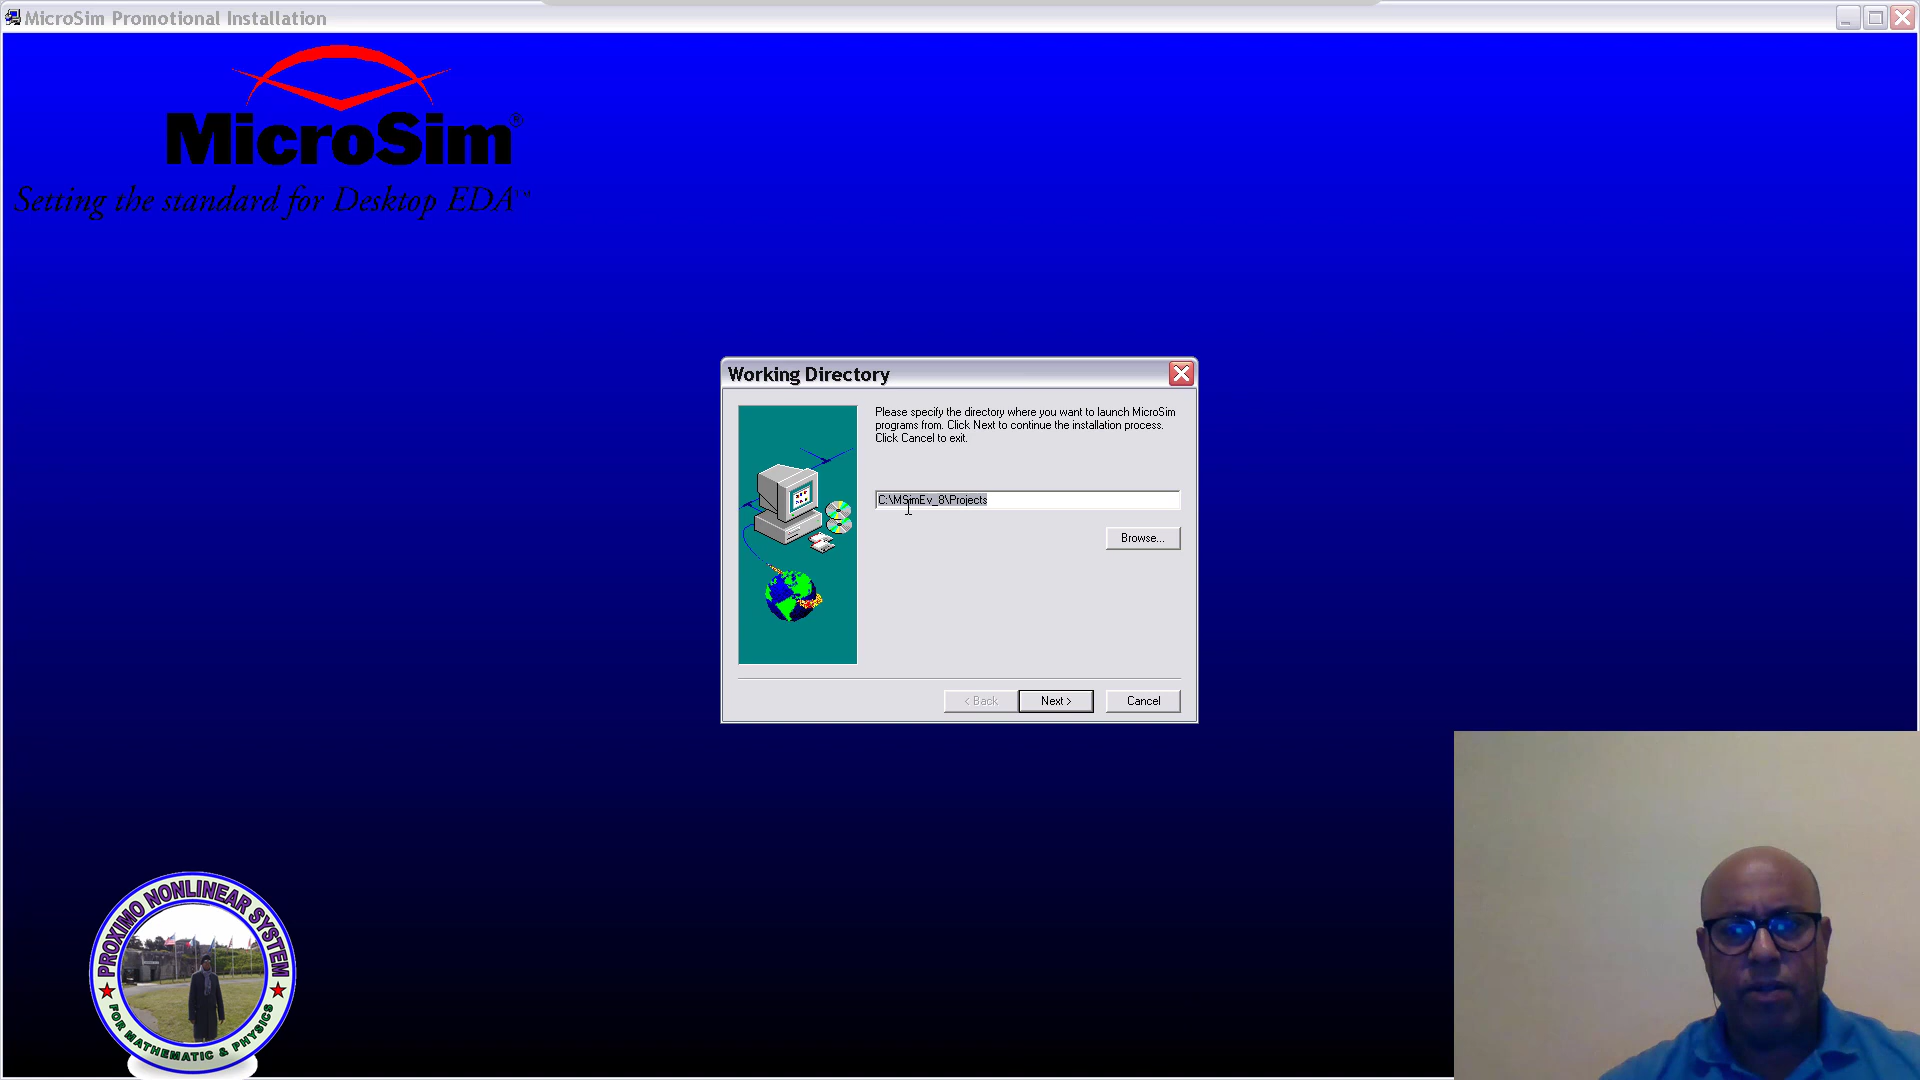 MicroSim Promotional Installation
MicroSim®
Setting the standard for Desktop EDA™
Working Directory
Please specify the directory where you want to launch MicroSim
programs from. Click Next to continue the installation process.
Click Cancel to exit.
C:\MSimEv_8\Projects
Browse...
< Back
Next >
Cancel
PROXIMO NONLINEAR SYSTEM
FOR MATHEMATIC & PHYSICS